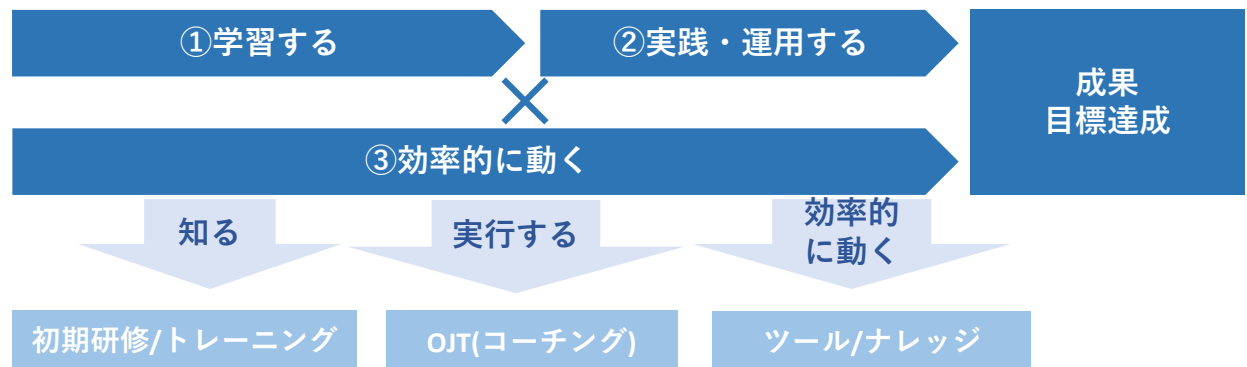 ①学習する
②実践・運用する
成果
目標達成
③効率的に動く
知る
実行する
効率的
に動く
初期研修/トレーニング
OJT(コーチング)
ツール/ナレッジ